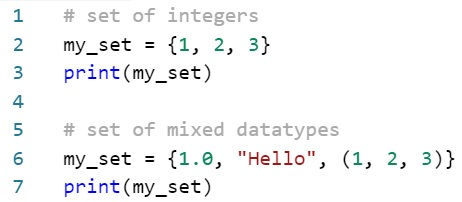 1 # set of integers
2 my_set = {1, 2, 3}
3 print(my_set)
4
5 # set of mixed datatypes
6 my_set = {1.0, "Hello", (1, 2, 3)}
7 print(my_set)